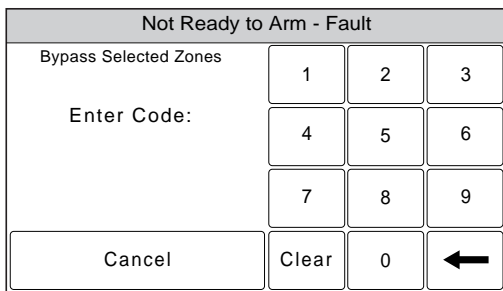 Not Ready to Arm - Fault
Bypass Selected Zones
Enter Code:
1 2 3
4 5 6
7 8 9
Cancel Clear 0